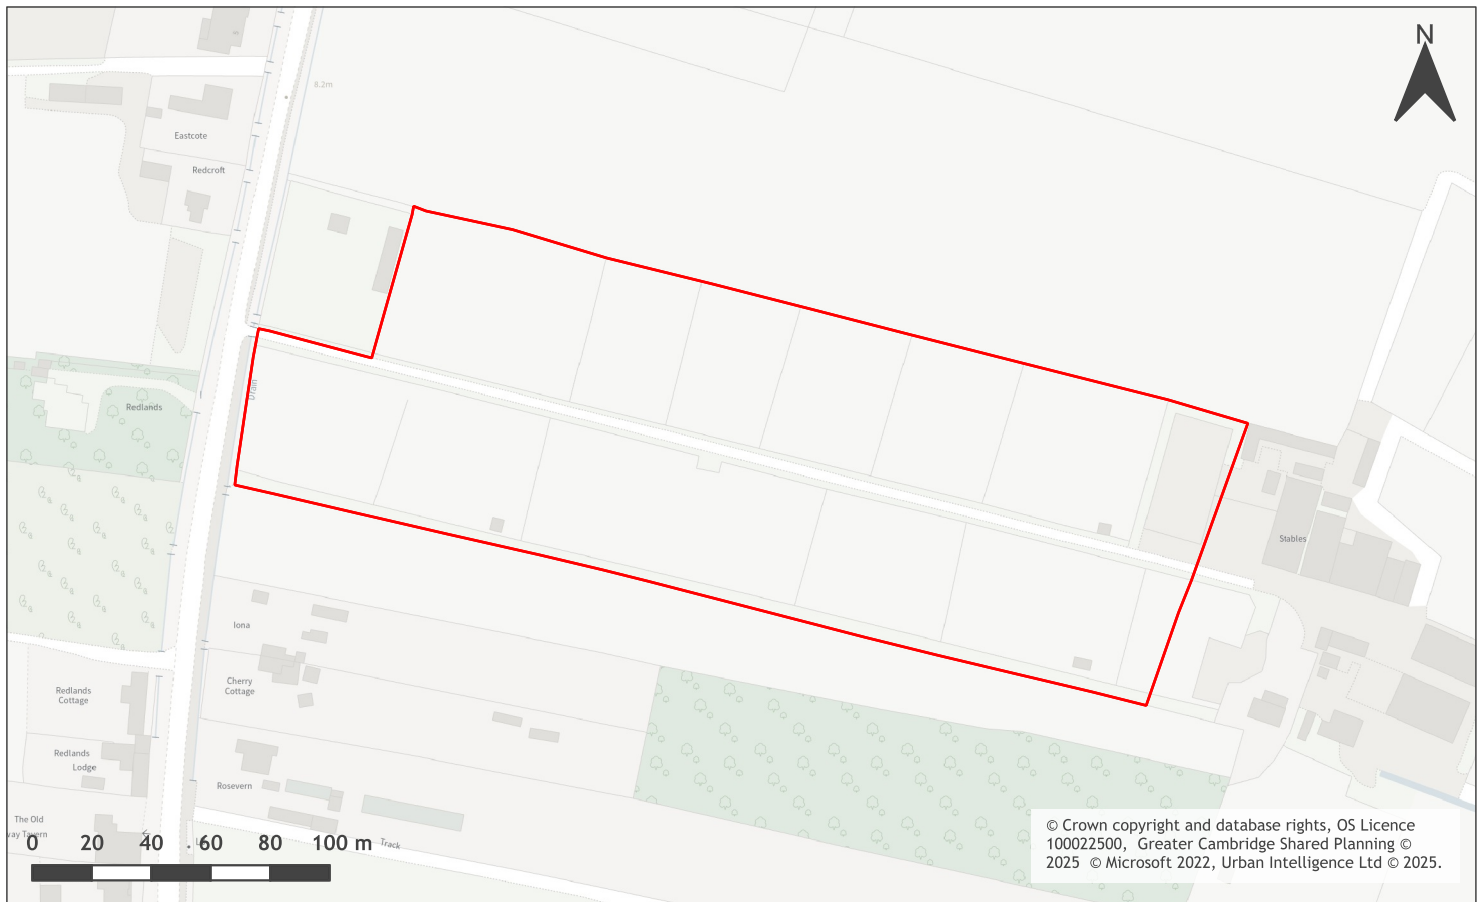 N
8.2m
Eastcote
Redcroft
Drain
Redlands
Stables
Iona
Cherry
Cottage
Redlands
Cottage
Redlands
Lodge
Rosevern
The Old
way Tavern
Track
0 20 40 60 80 100 m
© Crown copyright and database rights, OS Licence
100022500, Greater Cambridge Shared Planning ©
2025 © Microsoft 2022, Urban Intelligence Ltd © 2025.